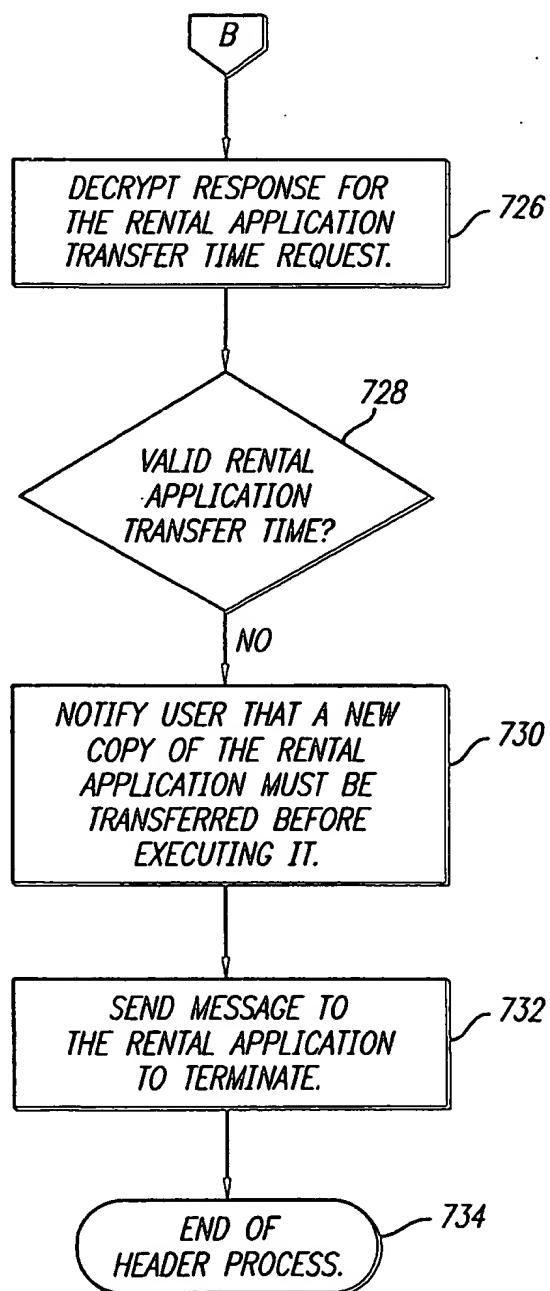 B
DECRYPT RESPONSE FOR
THE RENTAL APPLICATION
TRANSFER TIME REQUEST.
726
728
VALID RENTAL
APPLICATION
TRANSFER TIME?
NO
NOTIFY USER THAT A NEW
COPY OF THE RENTAL
APPLICATION MUST BE
TRANSFERRED BEFORE
EXECUTING IT.
730
SEND MESSAGE TO
THE RENTAL APPLICATION
TO TERMINATE.
732
END OF
HEADER PROCESS.
734